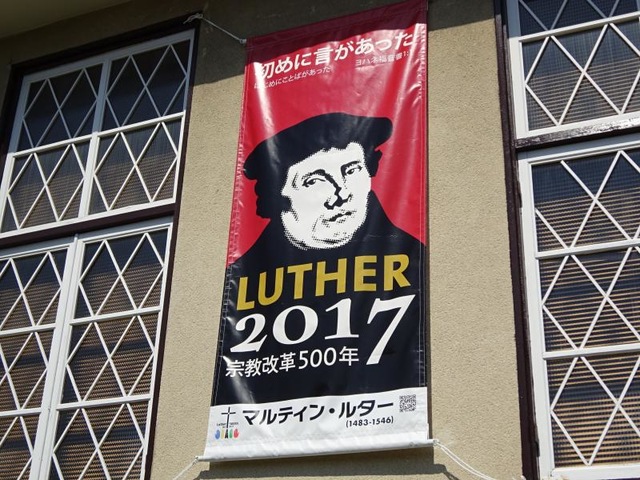 初めに言があった
はじめにことばがあった
ヨハネ福音書1:1
LUTHER
2017
宗教改革500年
マルティン・ルター
(1483-1546)